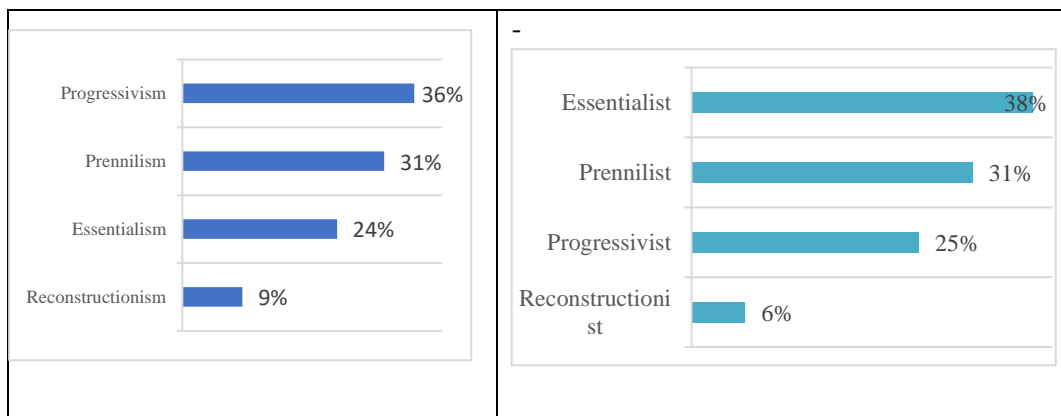 Progressivism 36%
Prennilism 31%
Essentialism 24%
Reconstructionism 9%
-
Essentialist 38%
Prennilist 31%
Progressivist 25%
Reconstructioni
st 6%